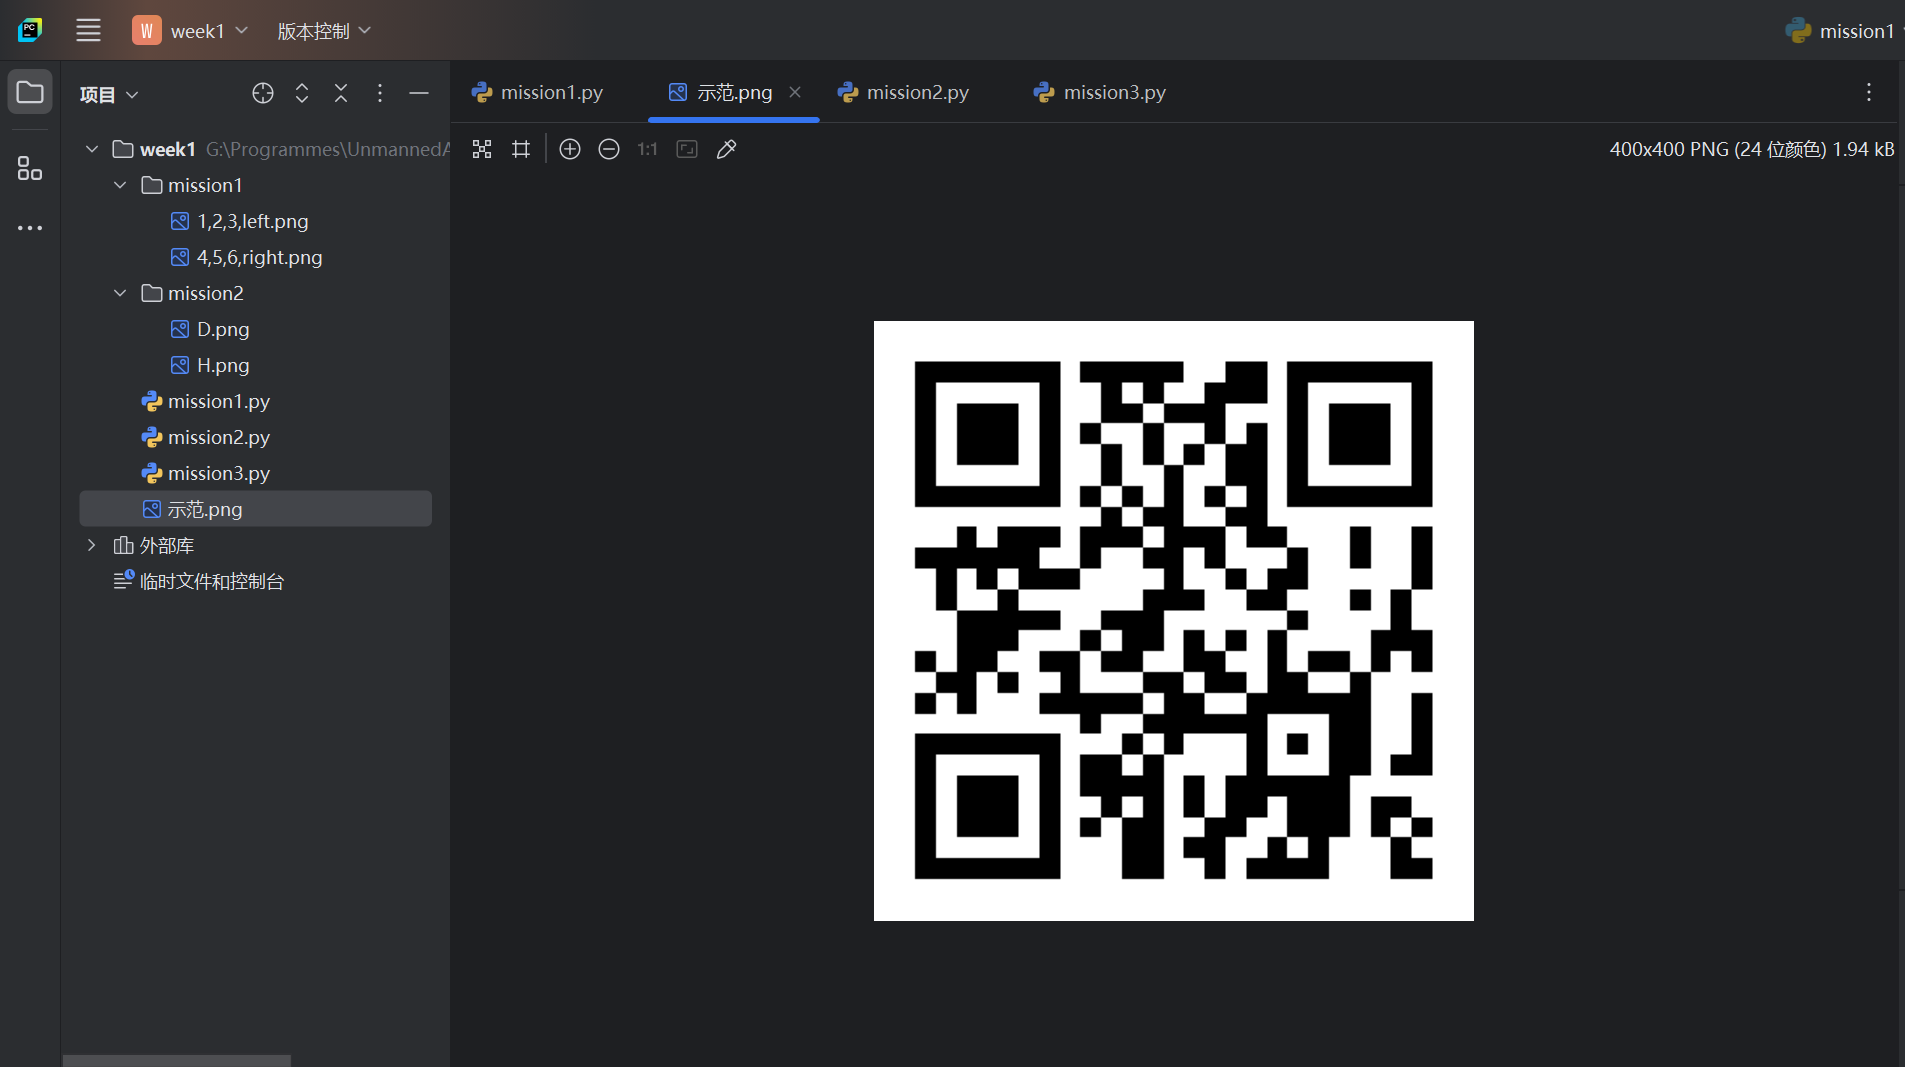 PC
W week1 版本控制 mission1
项目
mission1.py 示范.png mission2.py mission3.py
week1 G:\Programmes\UnmannedA
1:1
400x400 PNG (24 位颜色) 1.94 kB
mission1
1,2,3,left.png
4,5,6,right.png
mission2
D.png
H.png
mission1.py
mission2.py
mission3.py
示范.png
外部库
临时文件和控制台